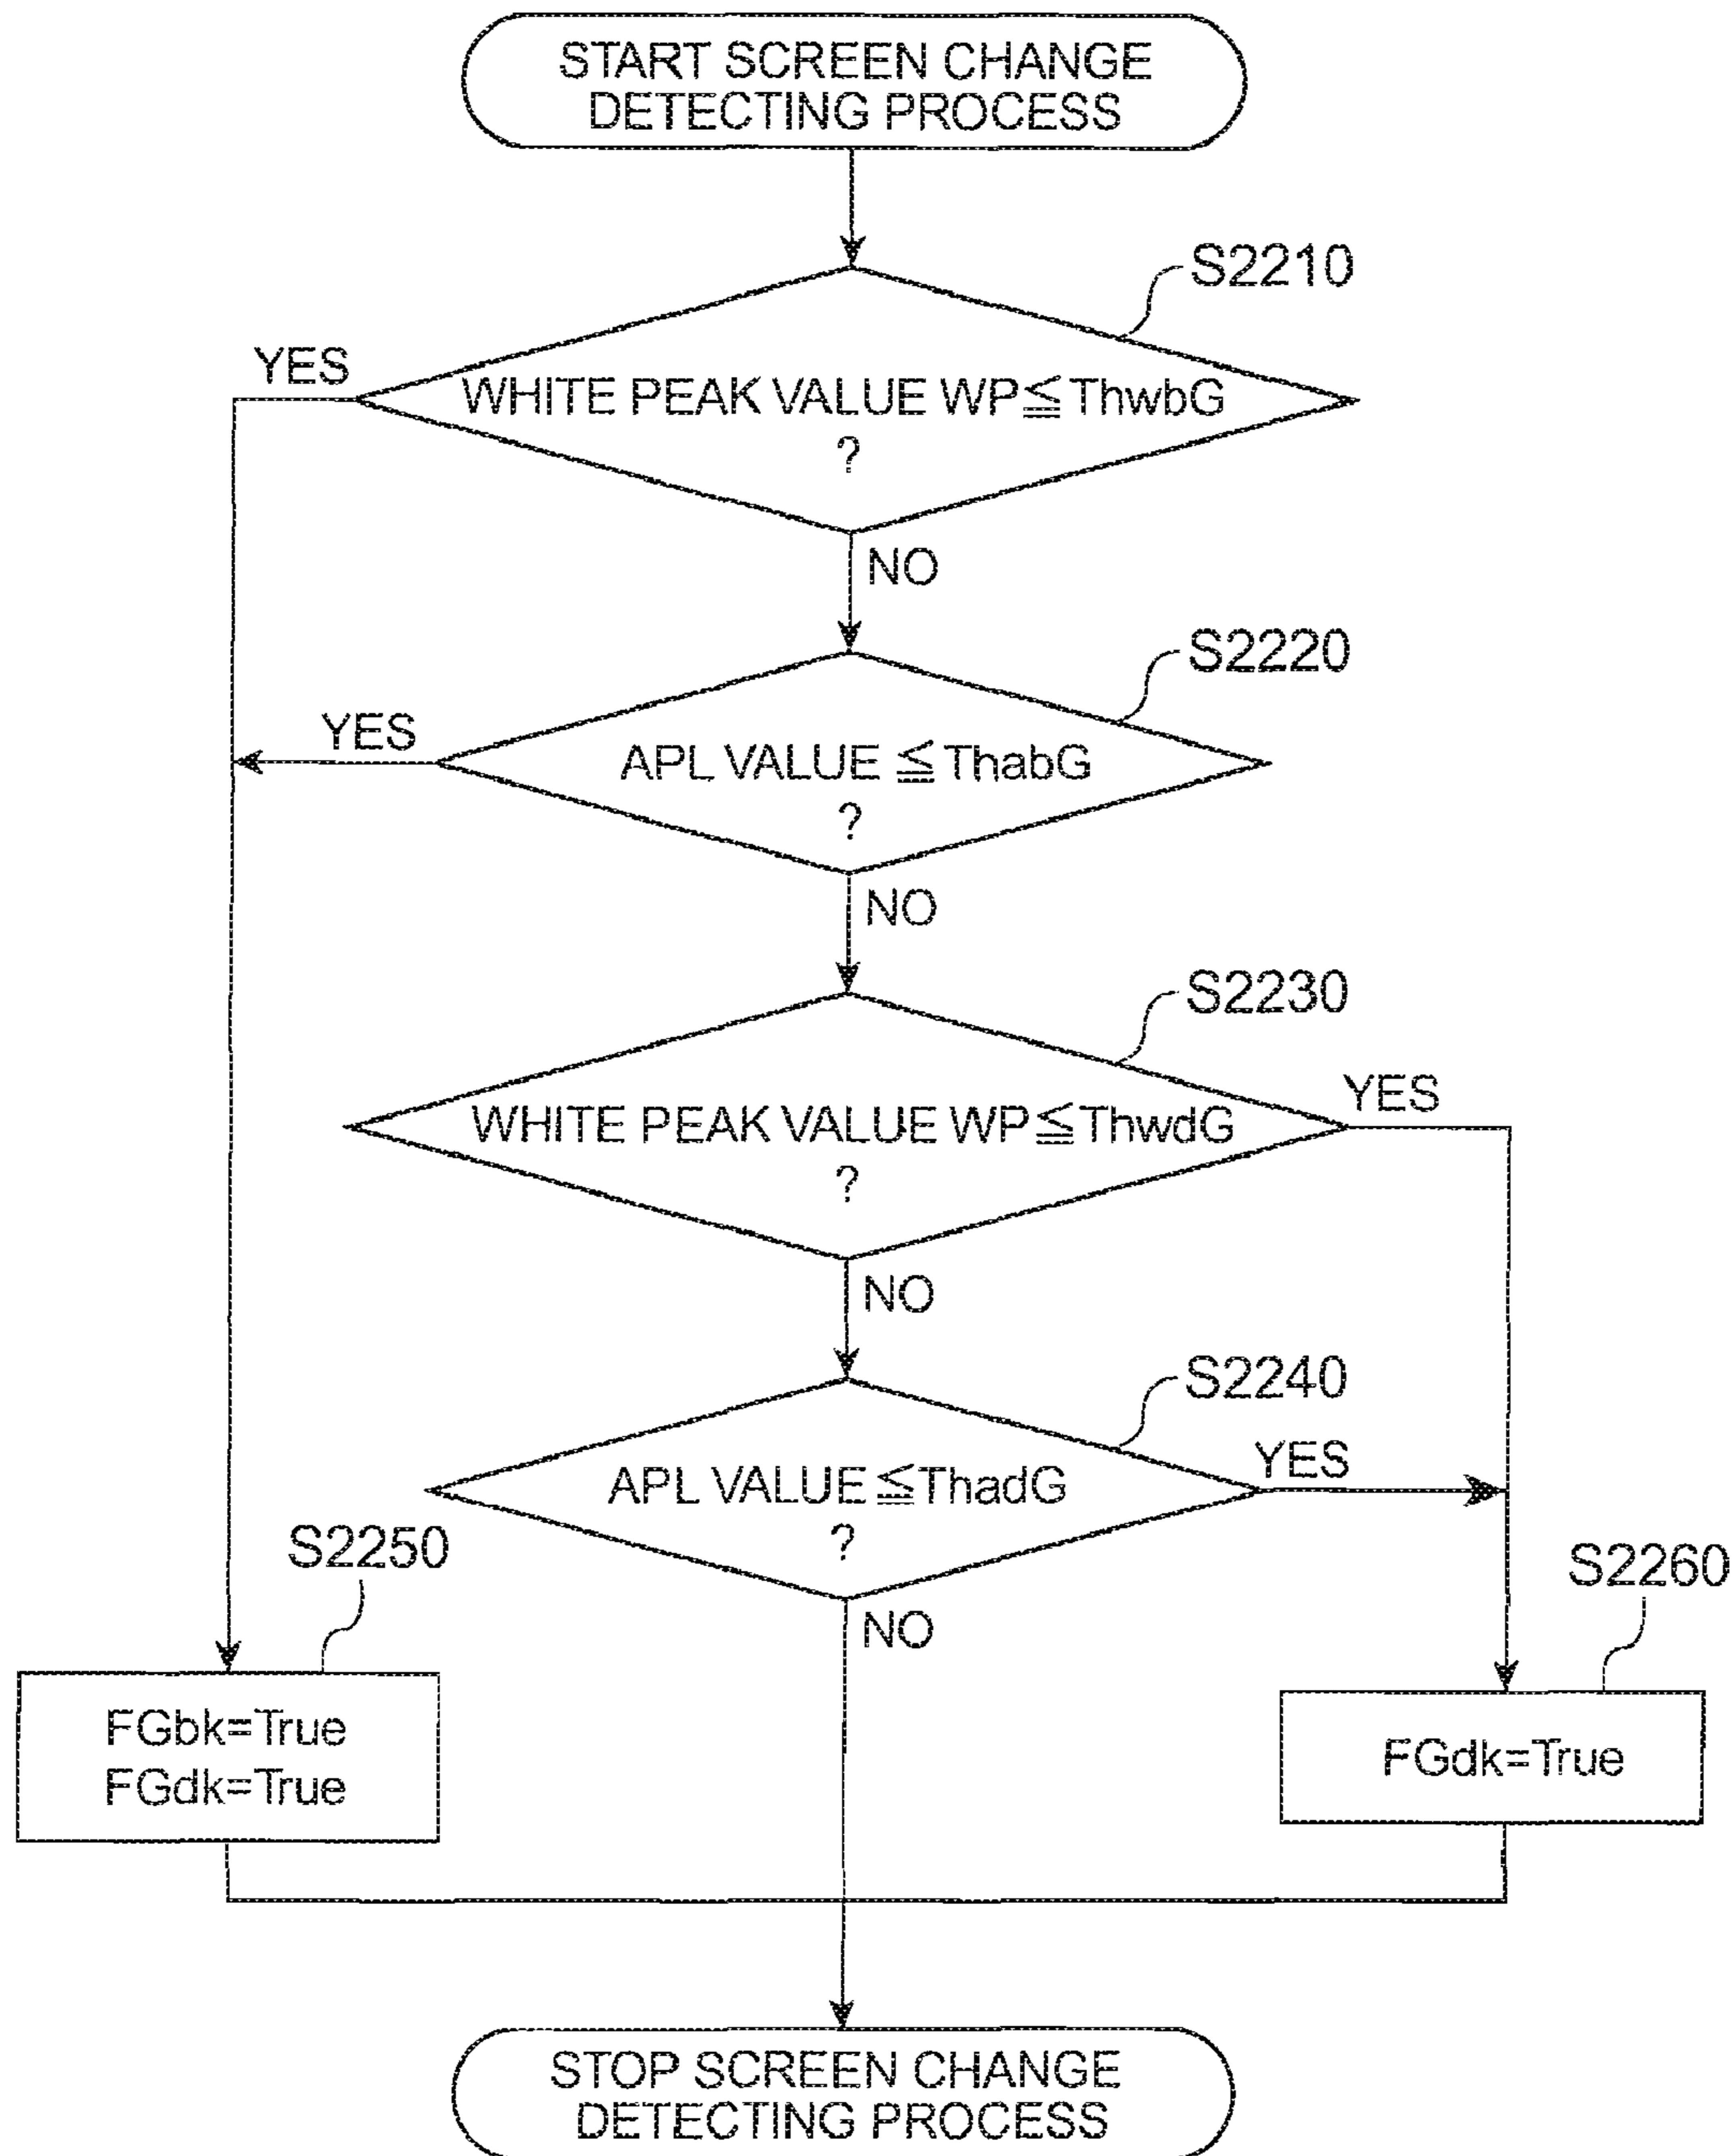 START SCREEN CHANGE
DETECTING PROCESS
S2210
YES
WHITE PEAK VALUE WP≦ThwbG
?
NO
S2220
YES
APL VALUE ≦ThabG
?
NO
S2230
YES
WHITE PEAK VALUE WP≦ThwdG
?
NO
S2240
YES
APL VALUE ≦ThadG
?
NO
S2250
FGbk=True
FGdk=True
S2260
FGdk=True
STOP SCREEN CHANGE
DETECTING PROCESS